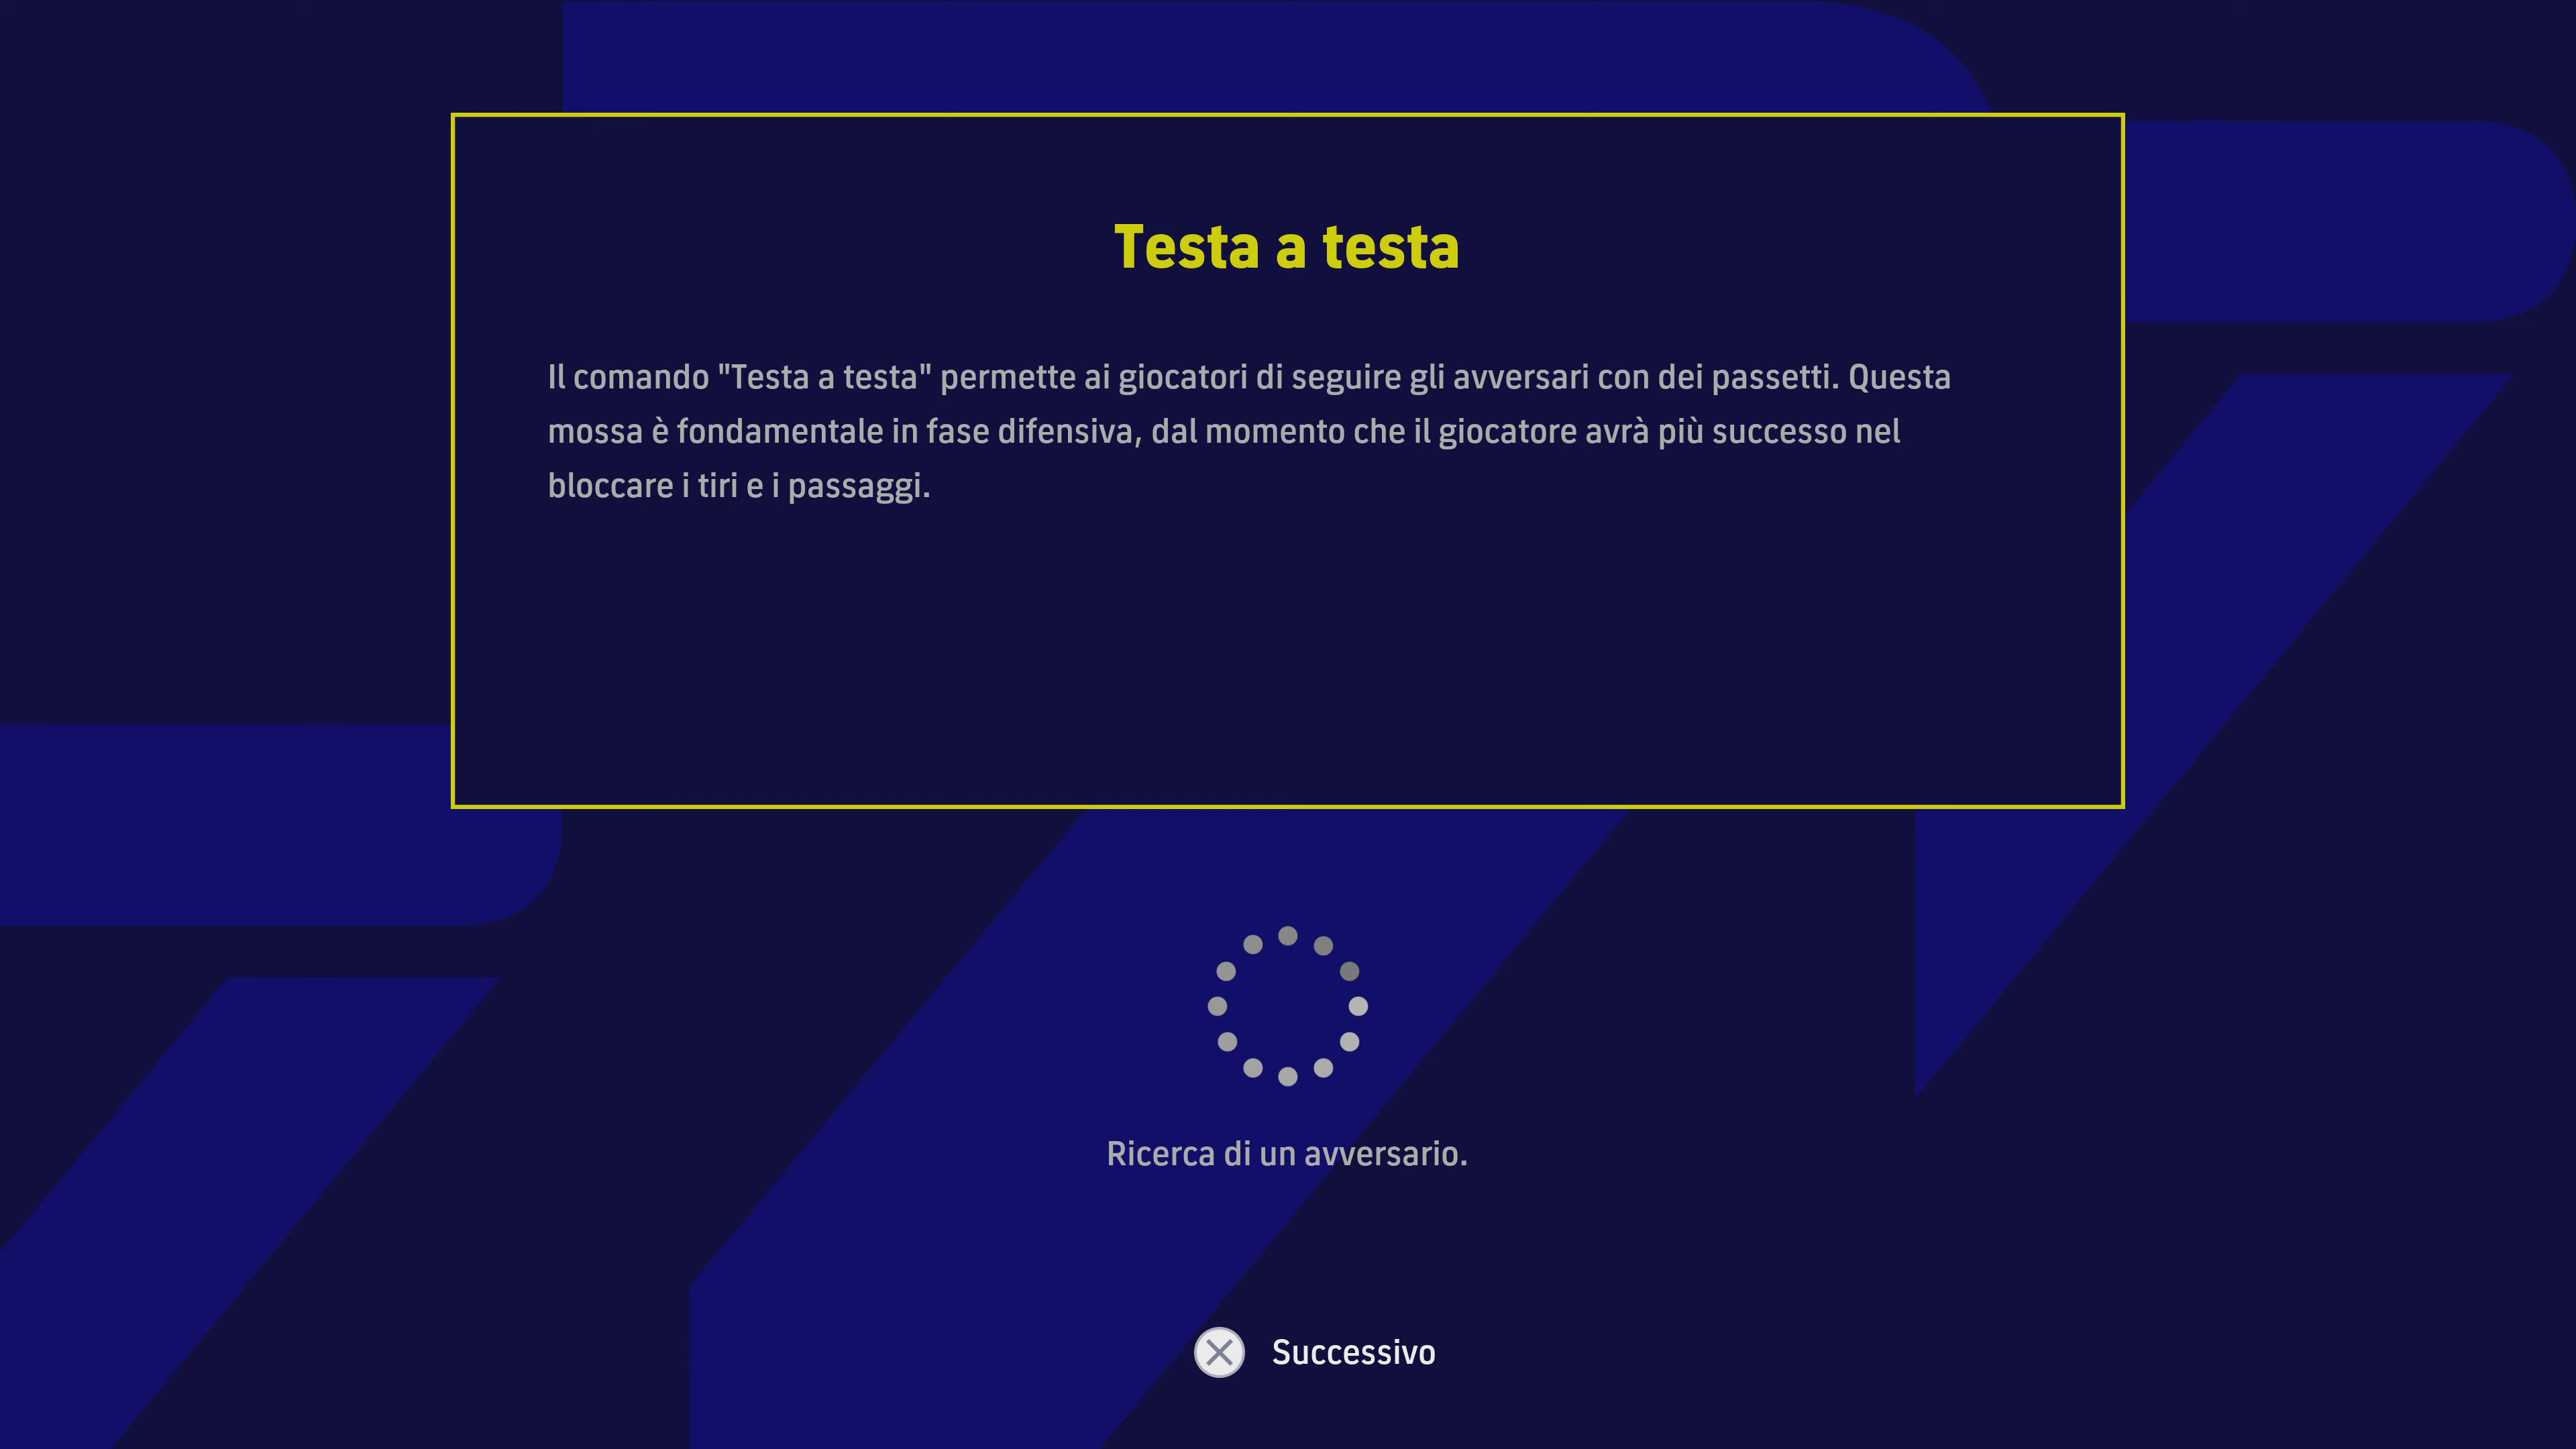 Testa a testa
Il comando "Testa a testa" permette ai giocatori di seguire gli avversari con dei passetti. Questa
mossa è fondamentale in fase difensiva, dal momento che il giocatore avrà più successo nel
bloccare i tiri e i passaggi.
Ricerca di un avversario.
Successivo